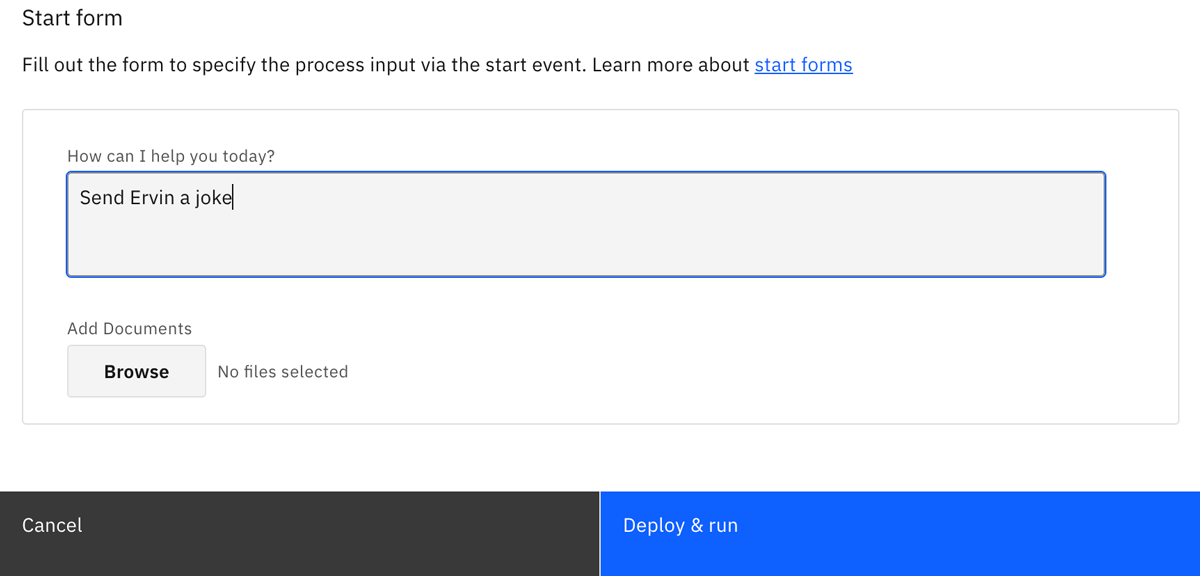 Start form
Fill out the form to specify the process input via the start event. Learn more about start forms
How can I help you today?
Send Ervin a joke
Add Documents
Browse No files selected
Cancel Deploy & run